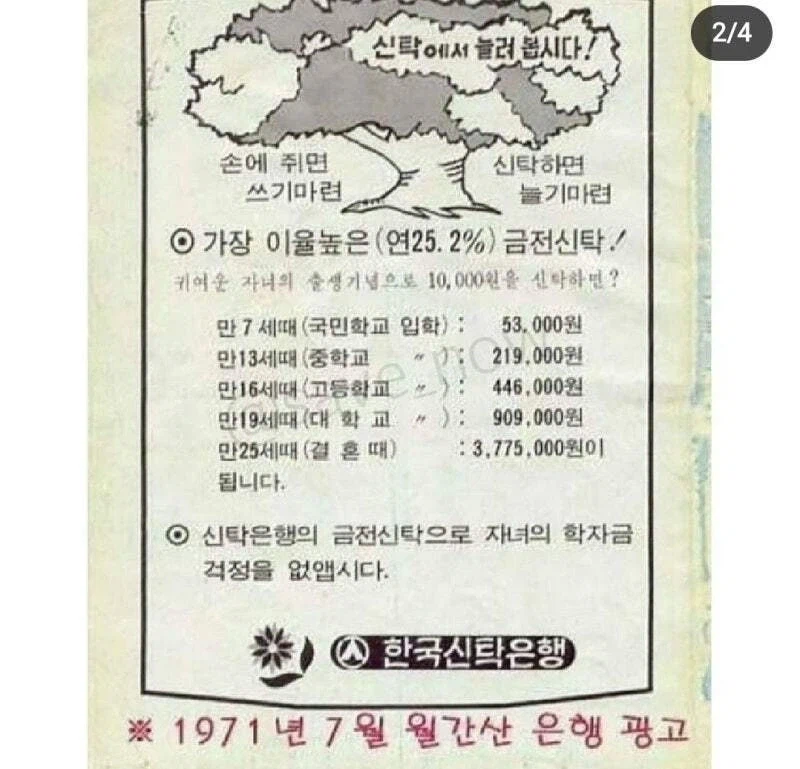 2/4
신탁에서 늘려 봅시다!
손에 쥐면
쓰기마련
신탁하면
늘기마련
⊙ 가장 이율높은(연25.2%)금전신탁!
귀여운 자녀의 출생기념으로 10,000원을 신탁하면?
만 7 세때(국민학교 입학): 53,000원
만13세때(중학교 〃 ): 219,000원
만16세때(고등학교 〃 ): 446,000원
만19세때(대 학 교 〃 ): 909,000원
만25세때(결 혼 때) :3,775,000원이
됩니다.
⊙ 신탁은행의 금전신탁으로 자녀의 학자금
걱정을 없앱시다.
한국신탁은행
※ 1971년 7월 월간산 은행 광고